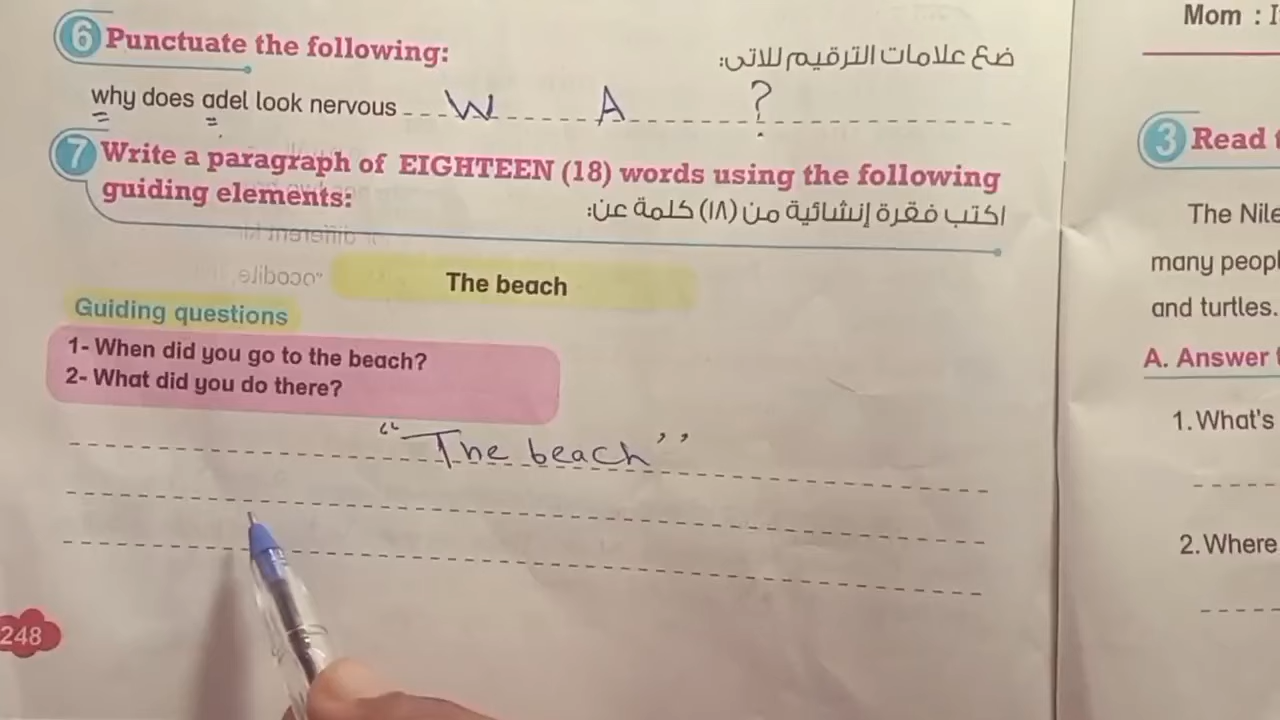 6 Punctuate the following:
ضع علامات الترقيم للاتى:
why does adel look nervous W A ?
7 Write a paragraph of EIGHTEEN (18) words using the following
guiding elements:
اكتب فقرة إنشائية من (١٨) كلمة عن:
The beach
Guiding questions
1- When did you go to the beach?
2- What did you do there?
“The beach’’
248
Mom : I
3 Read
The Nile
many peopl
and turtles.
A. Answer
1. What's
2. Where